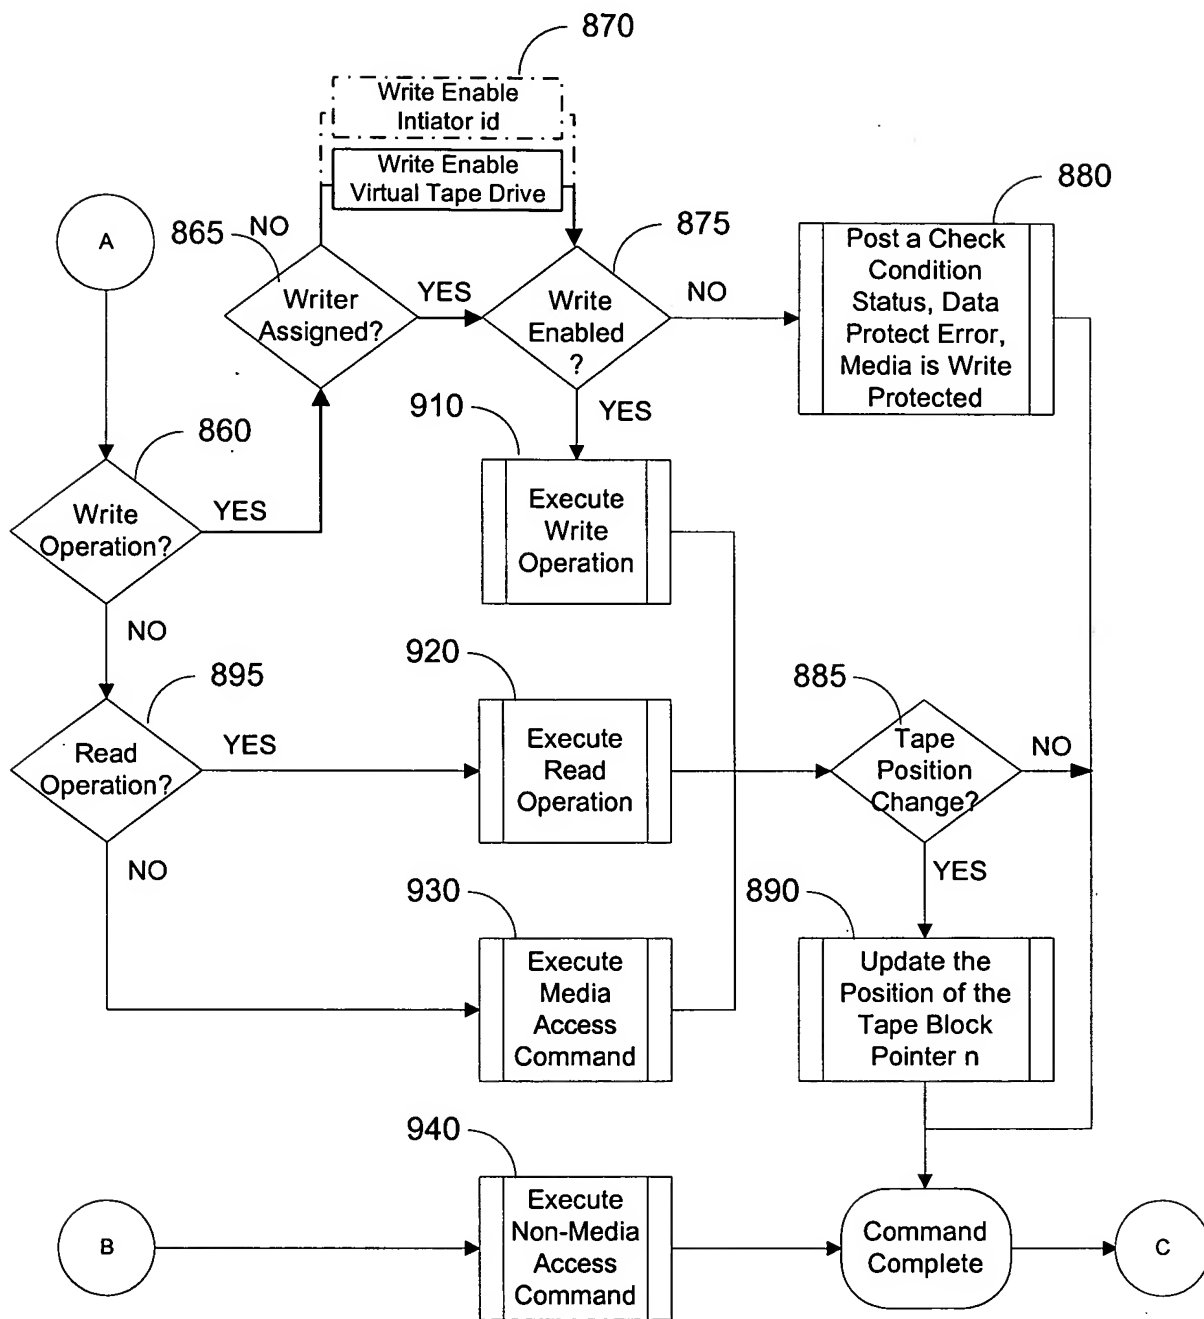 870
Write Enable
Intiator id
Write Enable
Virtual Tape Drive
880
A
865
NO
875
Post a Check
Condition
Status, Data
Protect Error,
Media is Write
Protected
Writer
Assigned?
YES
Write
Enabled
?
NO
YES
910
860
Write
Operation?
YES
Execute
Write
Operation
NO
895
920
885
Read
Operation?
YES
Execute
Read
Operation
Tape
Position
Change?
NO
NO
YES
930
890
Execute
Media
Access
Command
Update the
Position of the
Tape Block
Pointer n
940
B
Execute
Non-Media
Access
Command
Command
Complete
C